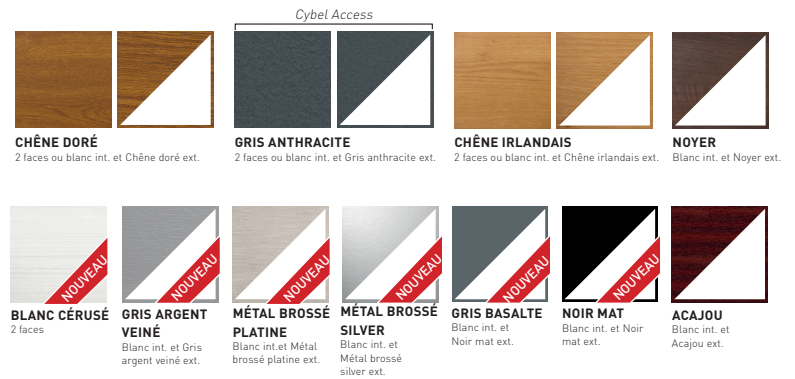 Cybel Access
CHÊNE DORÉ
2 faces ou blanc int. et Chêne doré ext.
GRIS ANTHRACITE
2 faces ou blanc int. et Gris anthracite ext.
CHÊNE IRLANDAIS
2 faces ou blanc int. et Chêne irlandais ext.
NOYER
Blanc int. et Noyer ext.
NOUVEAU
BLANC CÉRUSÉ
2 faces
NOUVEAU
GRIS ARGENT
VEINÉ
Blanc int. et Gris
argent veiné ext.
NOUVEAU
MÉTAL BROSSÉ
PLATINE
Blanc int.et Métal
brossé platine ext.
NOUVEAU
MÉTAL BROSSÉ
SILVER
Blanc int. et
Métal brossé
silver ext.
NOUVEAU
GRIS BASALTE
Blanc int. et
Noir mat ext.
NOUVEAU
NOIR MAT
Blanc int. et Noir
mat ext.
ACAJOU
Blanc int. et
Acajou ext.